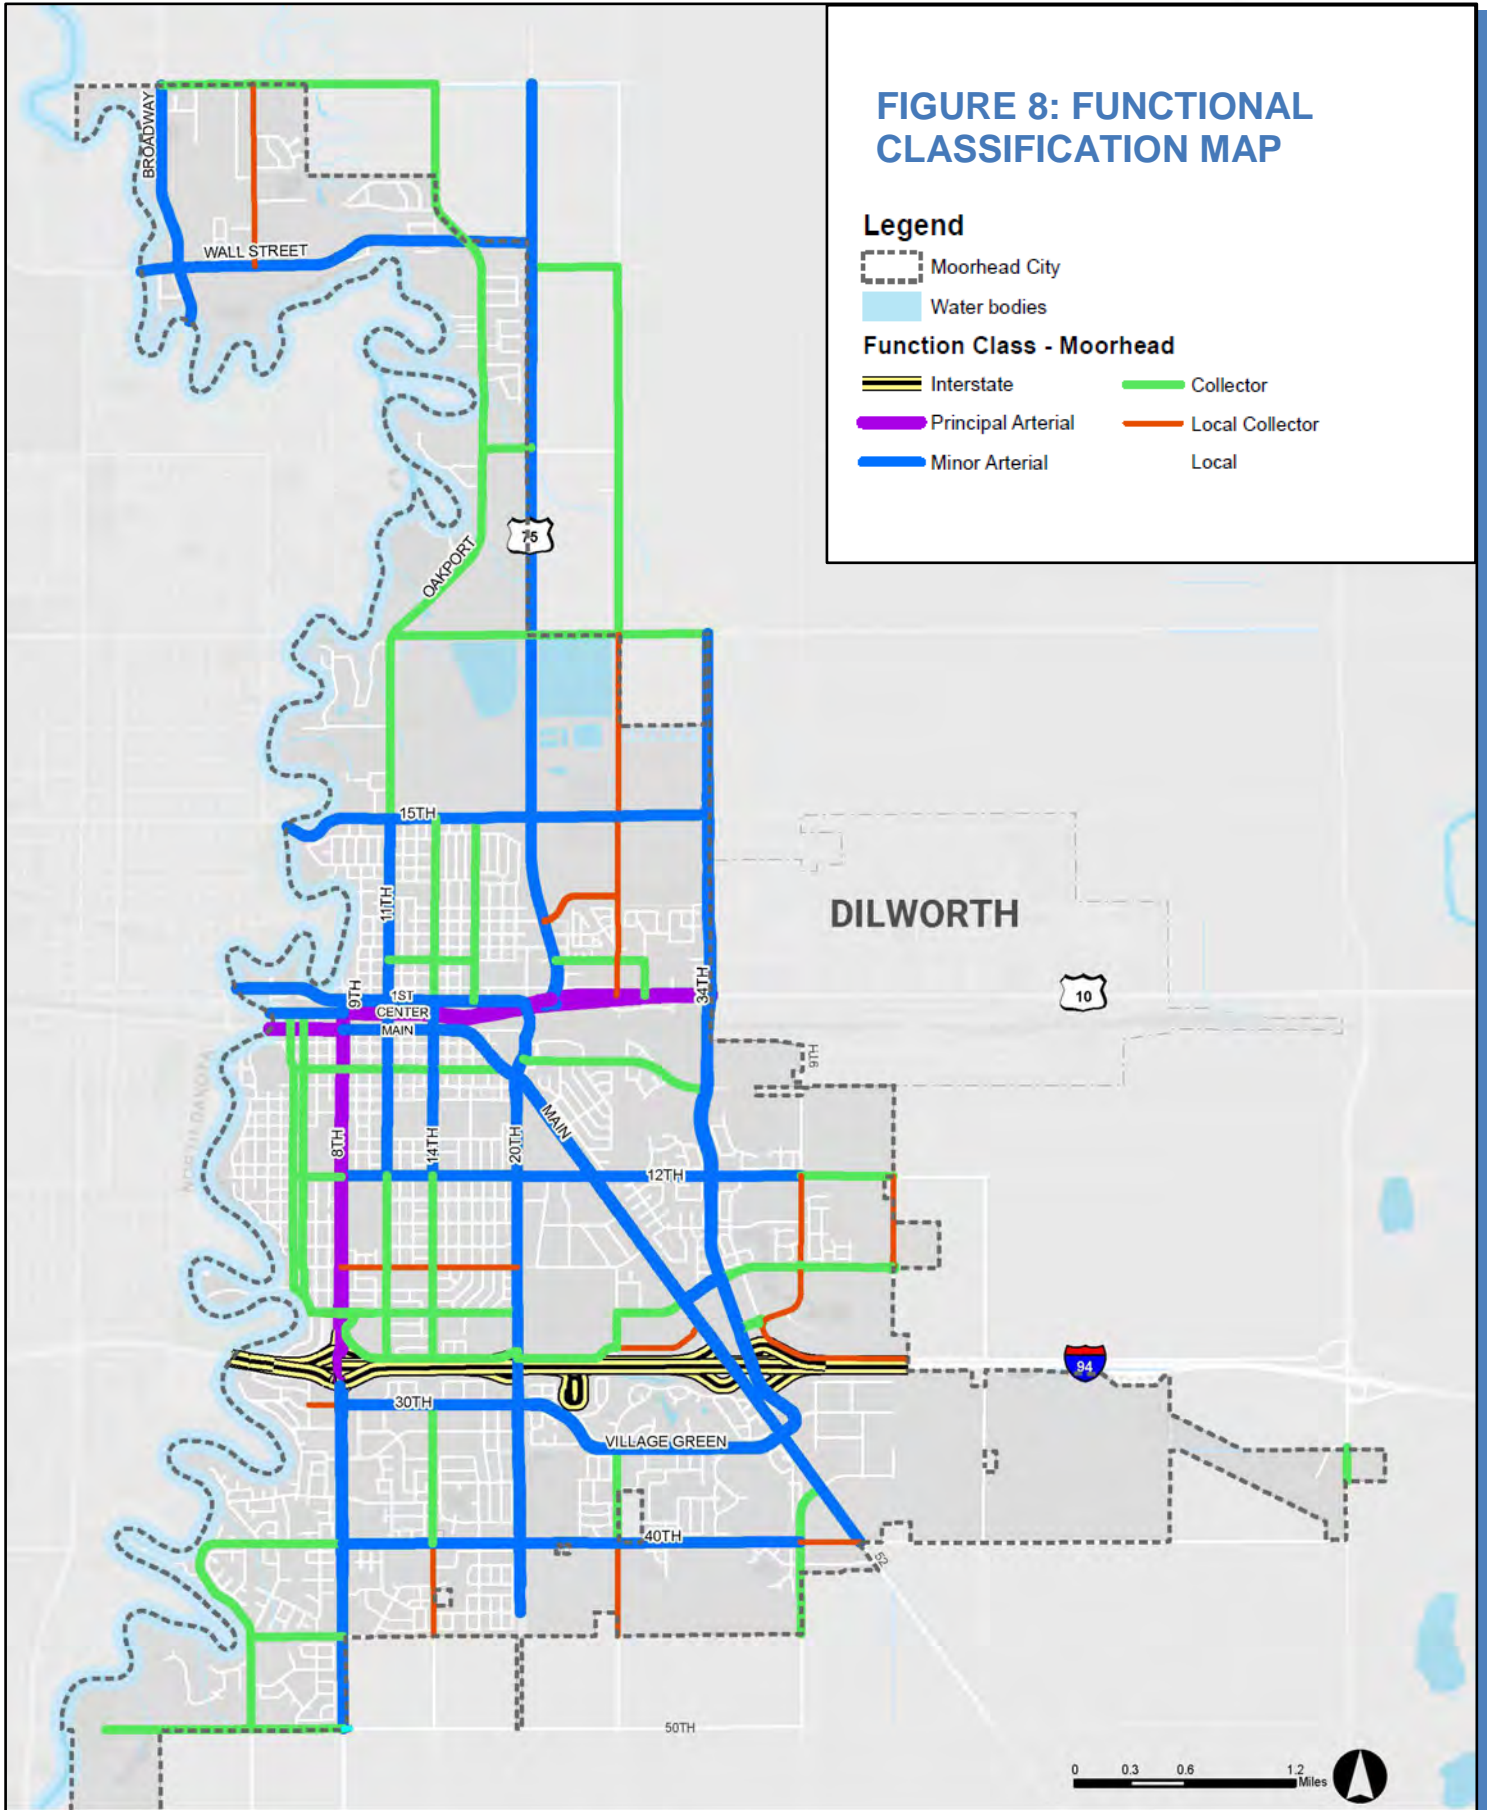 FIGURE 8: FUNCTIONAL
CLASSIFICATION MAP
Legend
Moorhead City
Water bodies
Function Class - Moorhead
Interstate
Collector
Principal Arterial
Local Collector
Minor Arterial
Local
BROADWAY
WALL STREET
75
OAKPORT
15TH
11TH
DILWORTH
34TH
9TH
1ST
10
CENTER
MAIN
9TH
NORTH DAKOTA
MAIN
8TH
14TH
20TH
12TH
94
30TH
VILLAGE GREEN
40TH
52
50TH
0 0.3 0.6 1.2
Miles